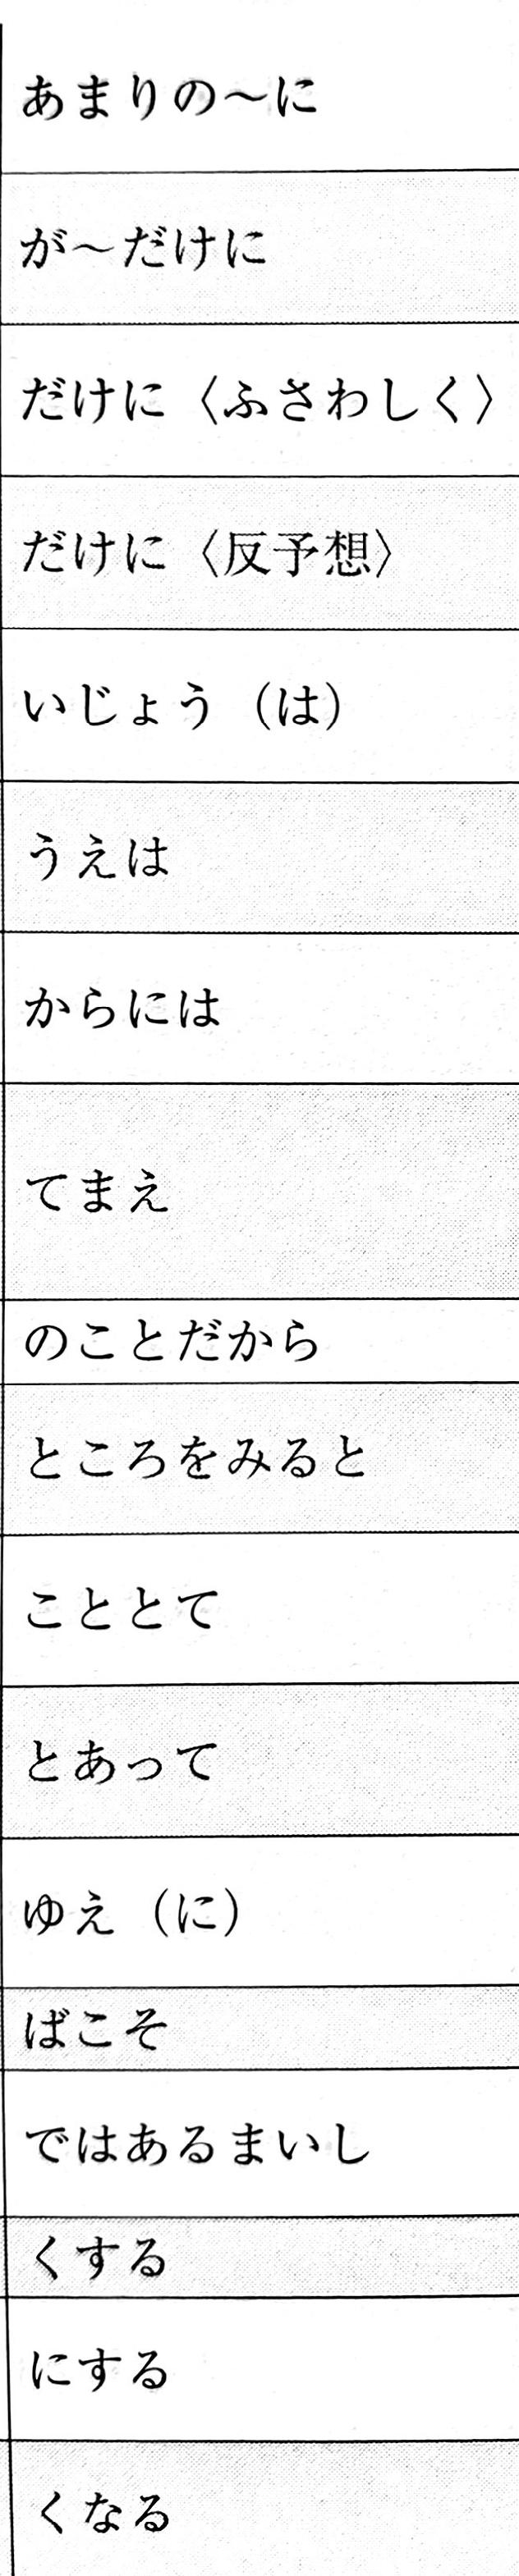 あまりの～に
が～だけに
だけに〈ふさわしく〉
だけに〈反予想〉
いじょう（は）
うえは
からには
てまえ
のことだから
ところをみると
こととて
とあって
ゆえ（に）
ばこそ
ではあるまいし
くする
にする
くなる